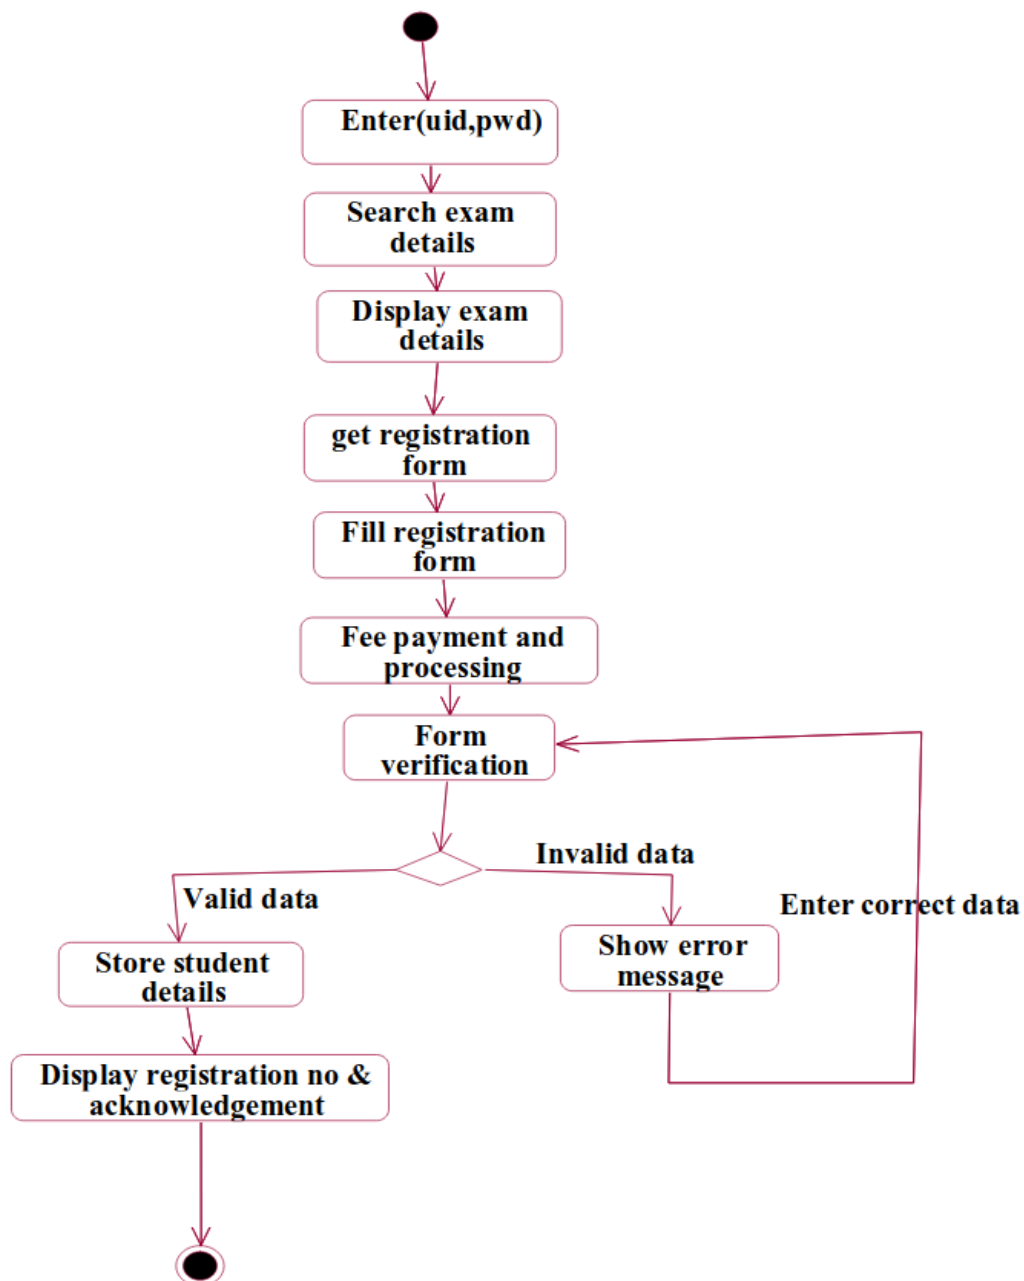 Enter(uid,pwd)
Search exam
details
Display exam
details
get registration
form
Fill registration
form
Fee payment and
processing
Form
verification
Invalid data
Valid data
Enter correct data
Show error
message
Store student
details
Display registration no &
acknowledgement